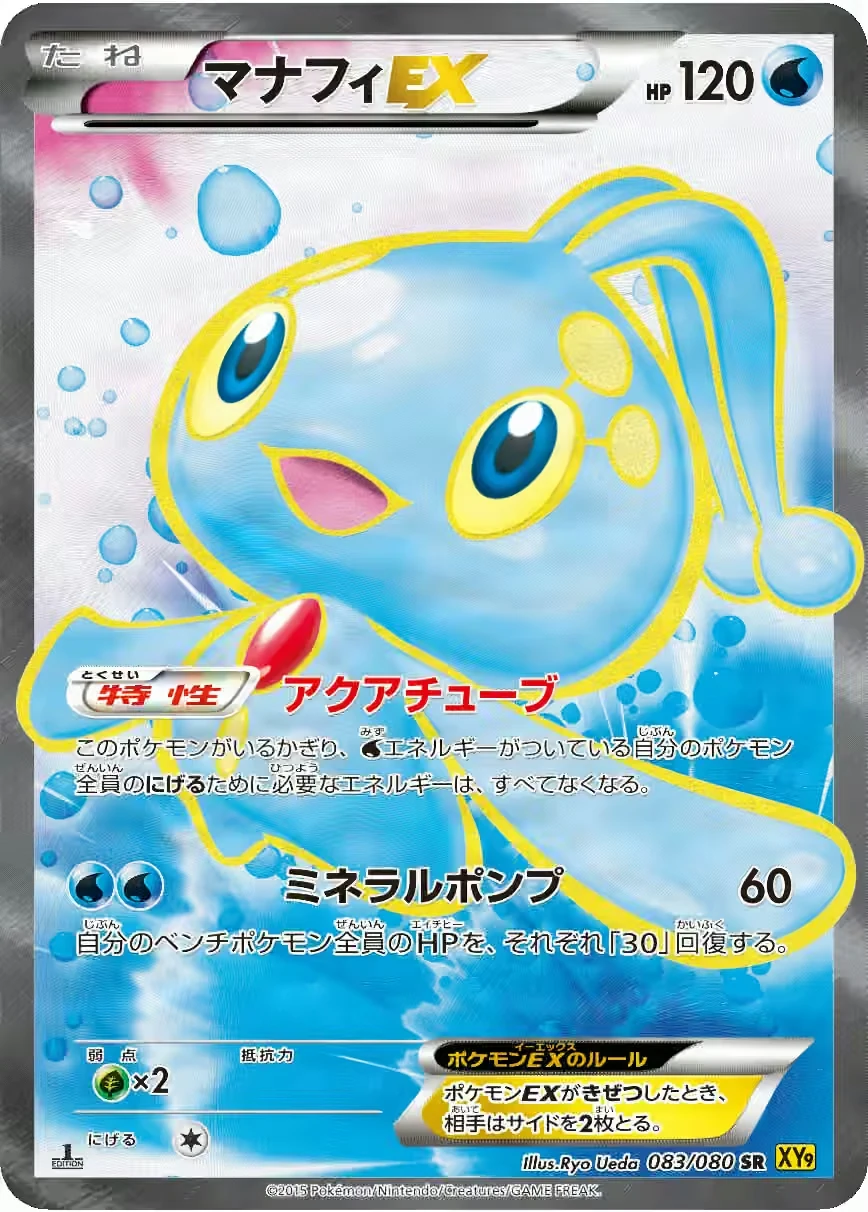 たね
マナフィEX
HP 120
とくせい
特性
アクアチューブ
みず じぶん
このポケモンがいるかぎり、エネルギーがついている自分のポケモン
ぜんいん ひつよう
全員のにげるために必要なエネルギーは、すべてなくなる。
ミネラルポンプ 60
じぶん ぜんいん エイチピー かいふく
自分のベンチポケモン全員のHPを、それぞれ「30」回復する。
弱点 抵抗力
×2
にげる
イーエックス
ポケモンEXのルール
ポケモンEXがきぜつしたとき、
あいて まい
相手はサイドを2枚とる。
1
EDITION
Illus.Ryo Ueda 083/080 SR XY9
©2015 Pokémon/Nintendo/Creatures/GAME FREAK.